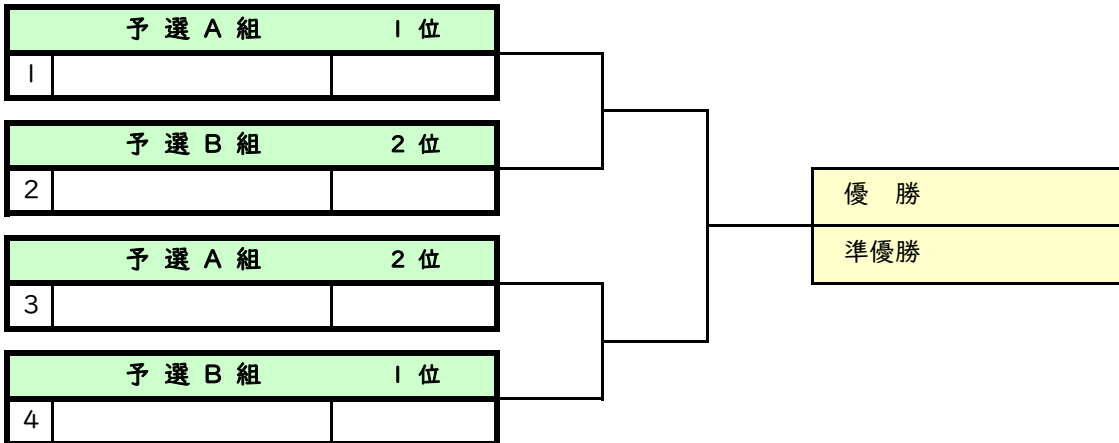 予 選 A 組 1 位
1
予 選 B 組 2 位
2
優 勝
予 選 A 組 2 位
準優勝
3
予 選 B 組 1 位
4